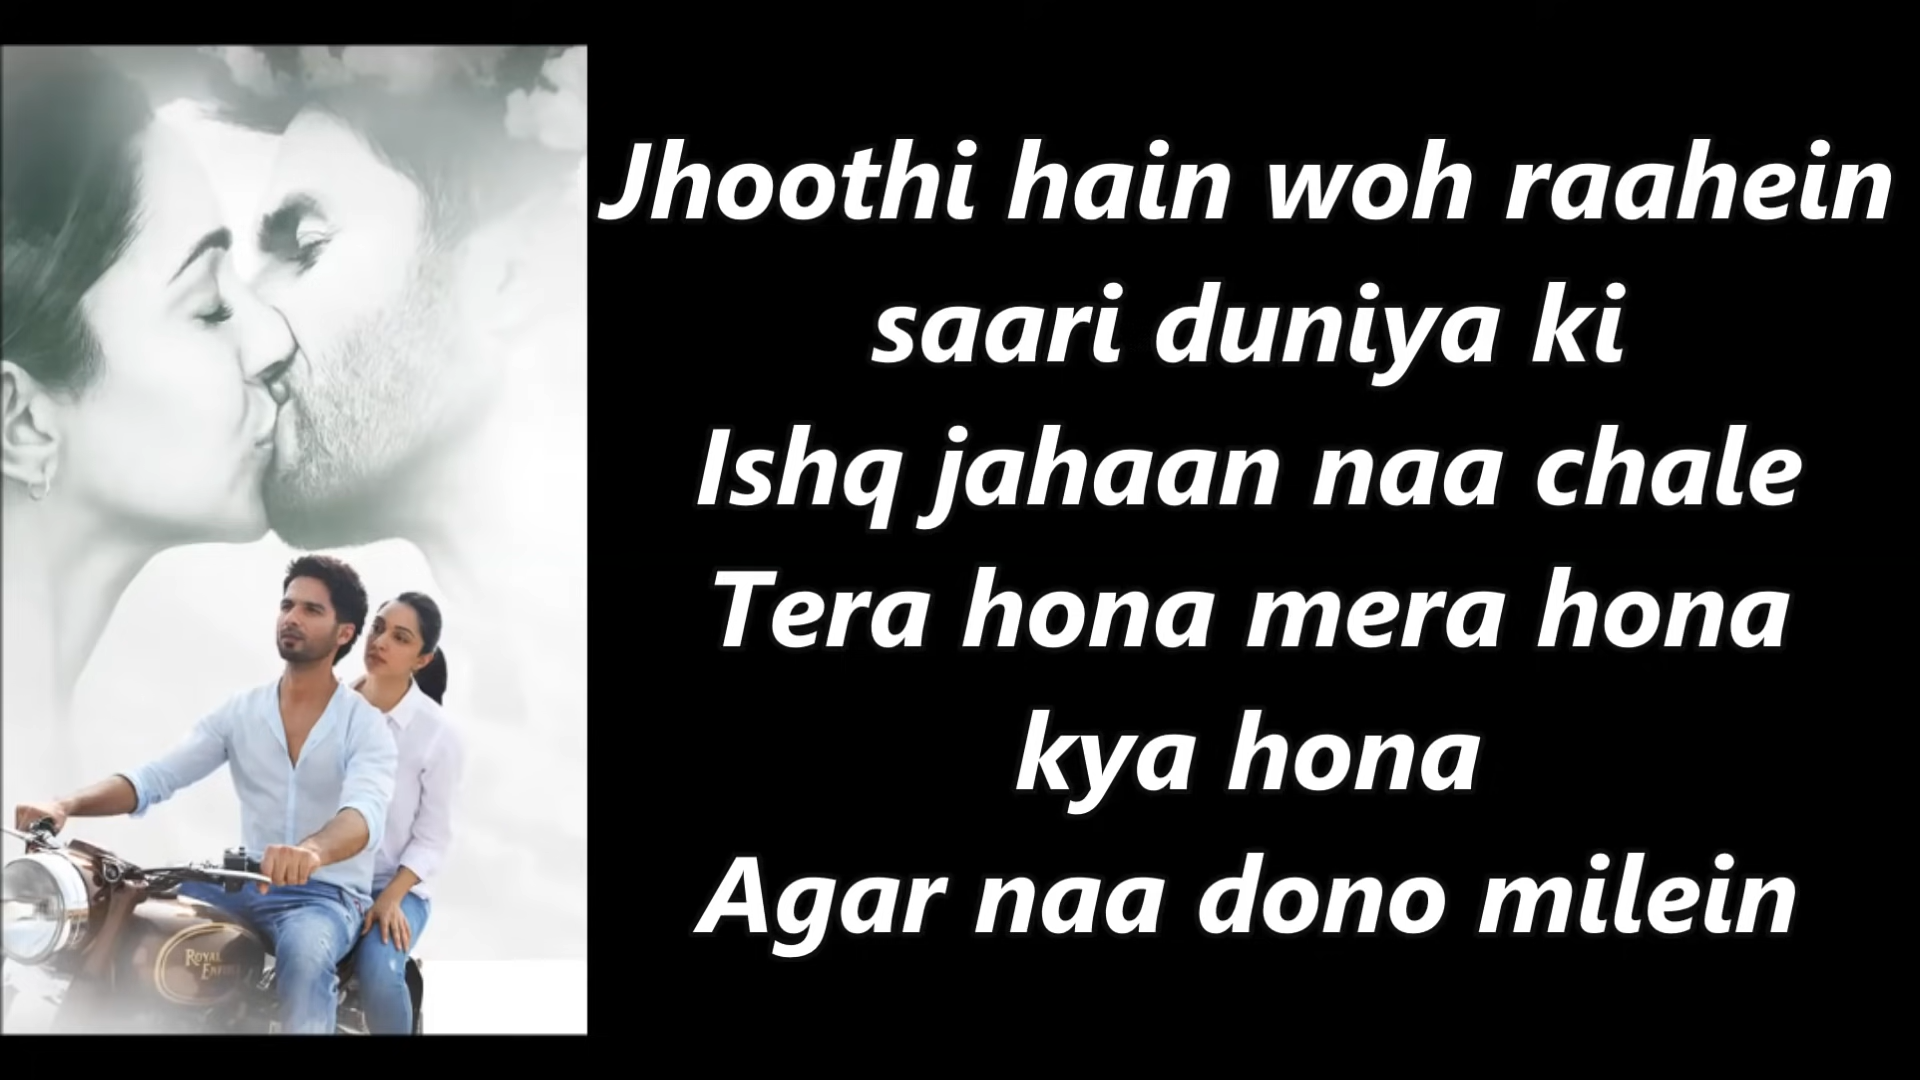 Jhoothi hain woh raahein
saari duniya ki
Ishq jahaan naa chale
Tera hona mera hona
kya hona
Agar naa dono milein
ROYAL